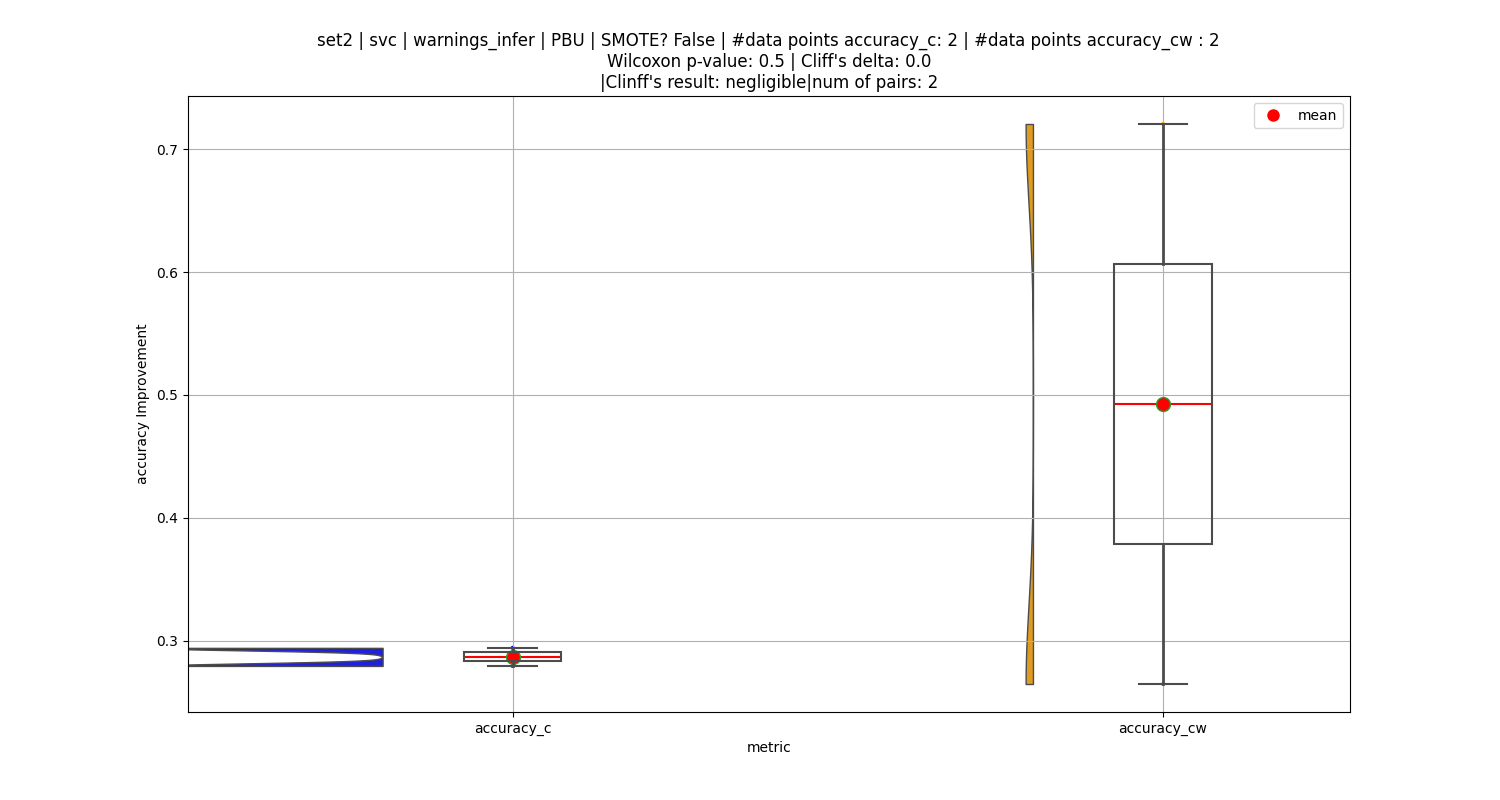 set2 | svc | warnings_infer | PBU | SMOTE? False | #data points accuracy_c: 2 | #data points accuracy_cw : 2
Wilcoxon p-value: 0.5 | Cliff's delta: 0.0
|Clinff's result: negligible|num of pairs: 2
mean
0.7
0.6
0.5
0.4
0.3
accuracy Improvement
accuracy_c
accuracy_cw
metric